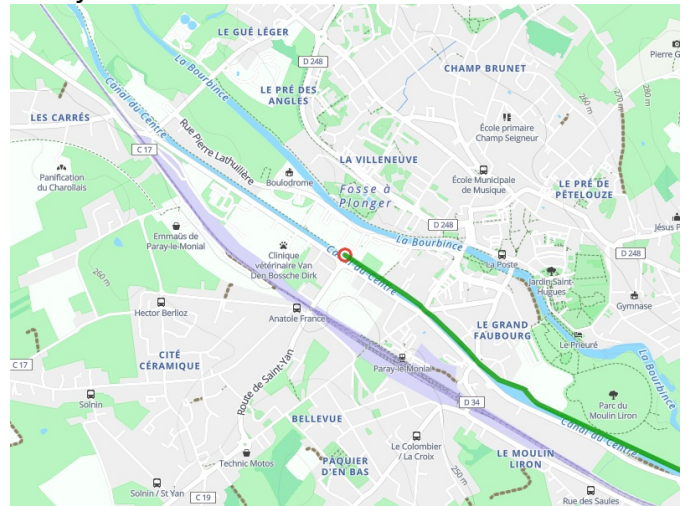 LE GUÉ LÉGER
D 248
Pierre G
CHAMP BRUNET
La Bourbince
Canal du Centre
LE PRÉ DES
ANGLES
260 m
270 m
280 m
LES CARRÉS
C 17
Rue Pierre Lathuillière
École primaire
Champ Seigneur
LA VILLENEUVE
Panification
du Charollais
Boulodrome
Fosse à
Plonger
École Municipale
de Musique
LE PRÉ DE
PÉTELOUZE
D 248
Jésus P
Emmaüs de
Paray-le-Monial
La Bourbince
Clinique
vétérinaire Van
Den Bossche Dirk
Canal du Centre
La Poste
D 248
260 m
Jardin Saint-
Hugues
Hector Berlioz
Anatole France
Gymnase
LE GRAND
FAUBOURG
Le Prieuré
La Bourbince
CITÉ
CÉRAMIQUE
C 17
Paray-le-Monial
Route de Saint-Yan
Solnin
D 34
Parc du
Moulin Liron
BELLEVUE
Canal du Centre
Le Colombier
/ La Croix
Technic Motos
PÂQUIER
D'EN BAS
LE MOULIN
LIRON
250 m
Solnin / St Yan
C 19
Rue des Saules